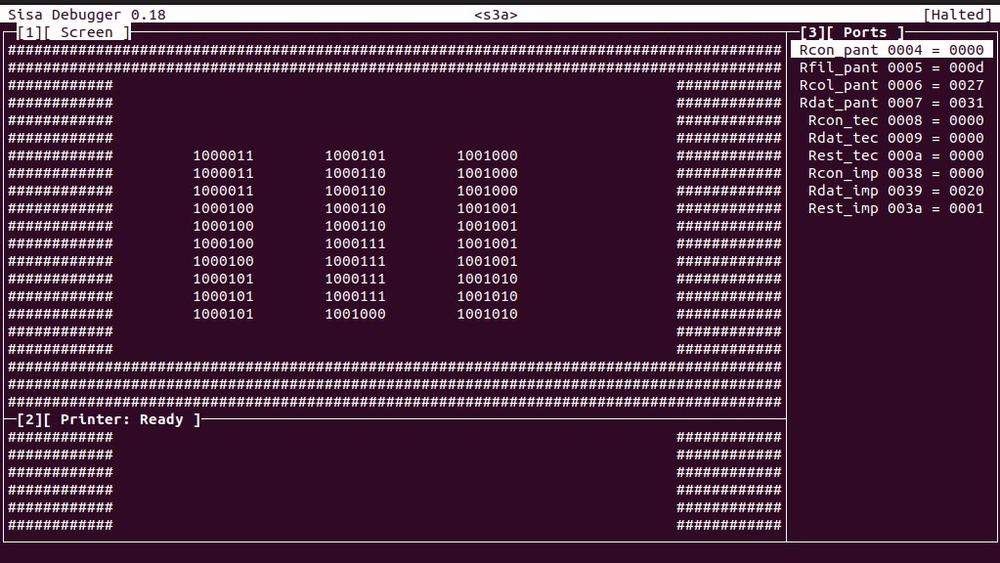 Sisa Debugger 0.18 <s3a> [Halted]
[1][ Screen ]
########################################################################################
########################################################################################
############ ############
############ ############
############ ############
############ ############
############ 1000011 1000101 1001000 ############
############ 1000011 1000110 1001000 ############
############ 1000011 1000110 1001000 ############
############ 1000100 1000110 1001001 ############
############ 1000100 1000110 1001001 ############
############ 1000100 1000111 1001001 ############
############ 1000100 1000111 1001001 ############
############ 1000101 1000111 1001010 ############
############ 1000101 1000111 1001010 ############
############ 1000101 1001000 1001010 ############
############ ############
############ ############
########################################################################################
########################################################################################
########################################################################################
[2][ Printer: Ready ]
############ ############
############ ############
############ ############
############ ############
############ ############
############ ############
[3][ Ports ]
Rcon_pant 0004 = 0000
Rfil_pant 0005 = 000d
Rcol_pant 0006 = 0027
Rdat_pant 0007 = 0031
Rcon_tec 0008 = 0000
Rdat_tec 0009 = 0000
Rest_tec 000a = 0000
Rcon_imp 0038 = 0000
Rdat_imp 0039 = 0020
Rest_imp 003a = 0001